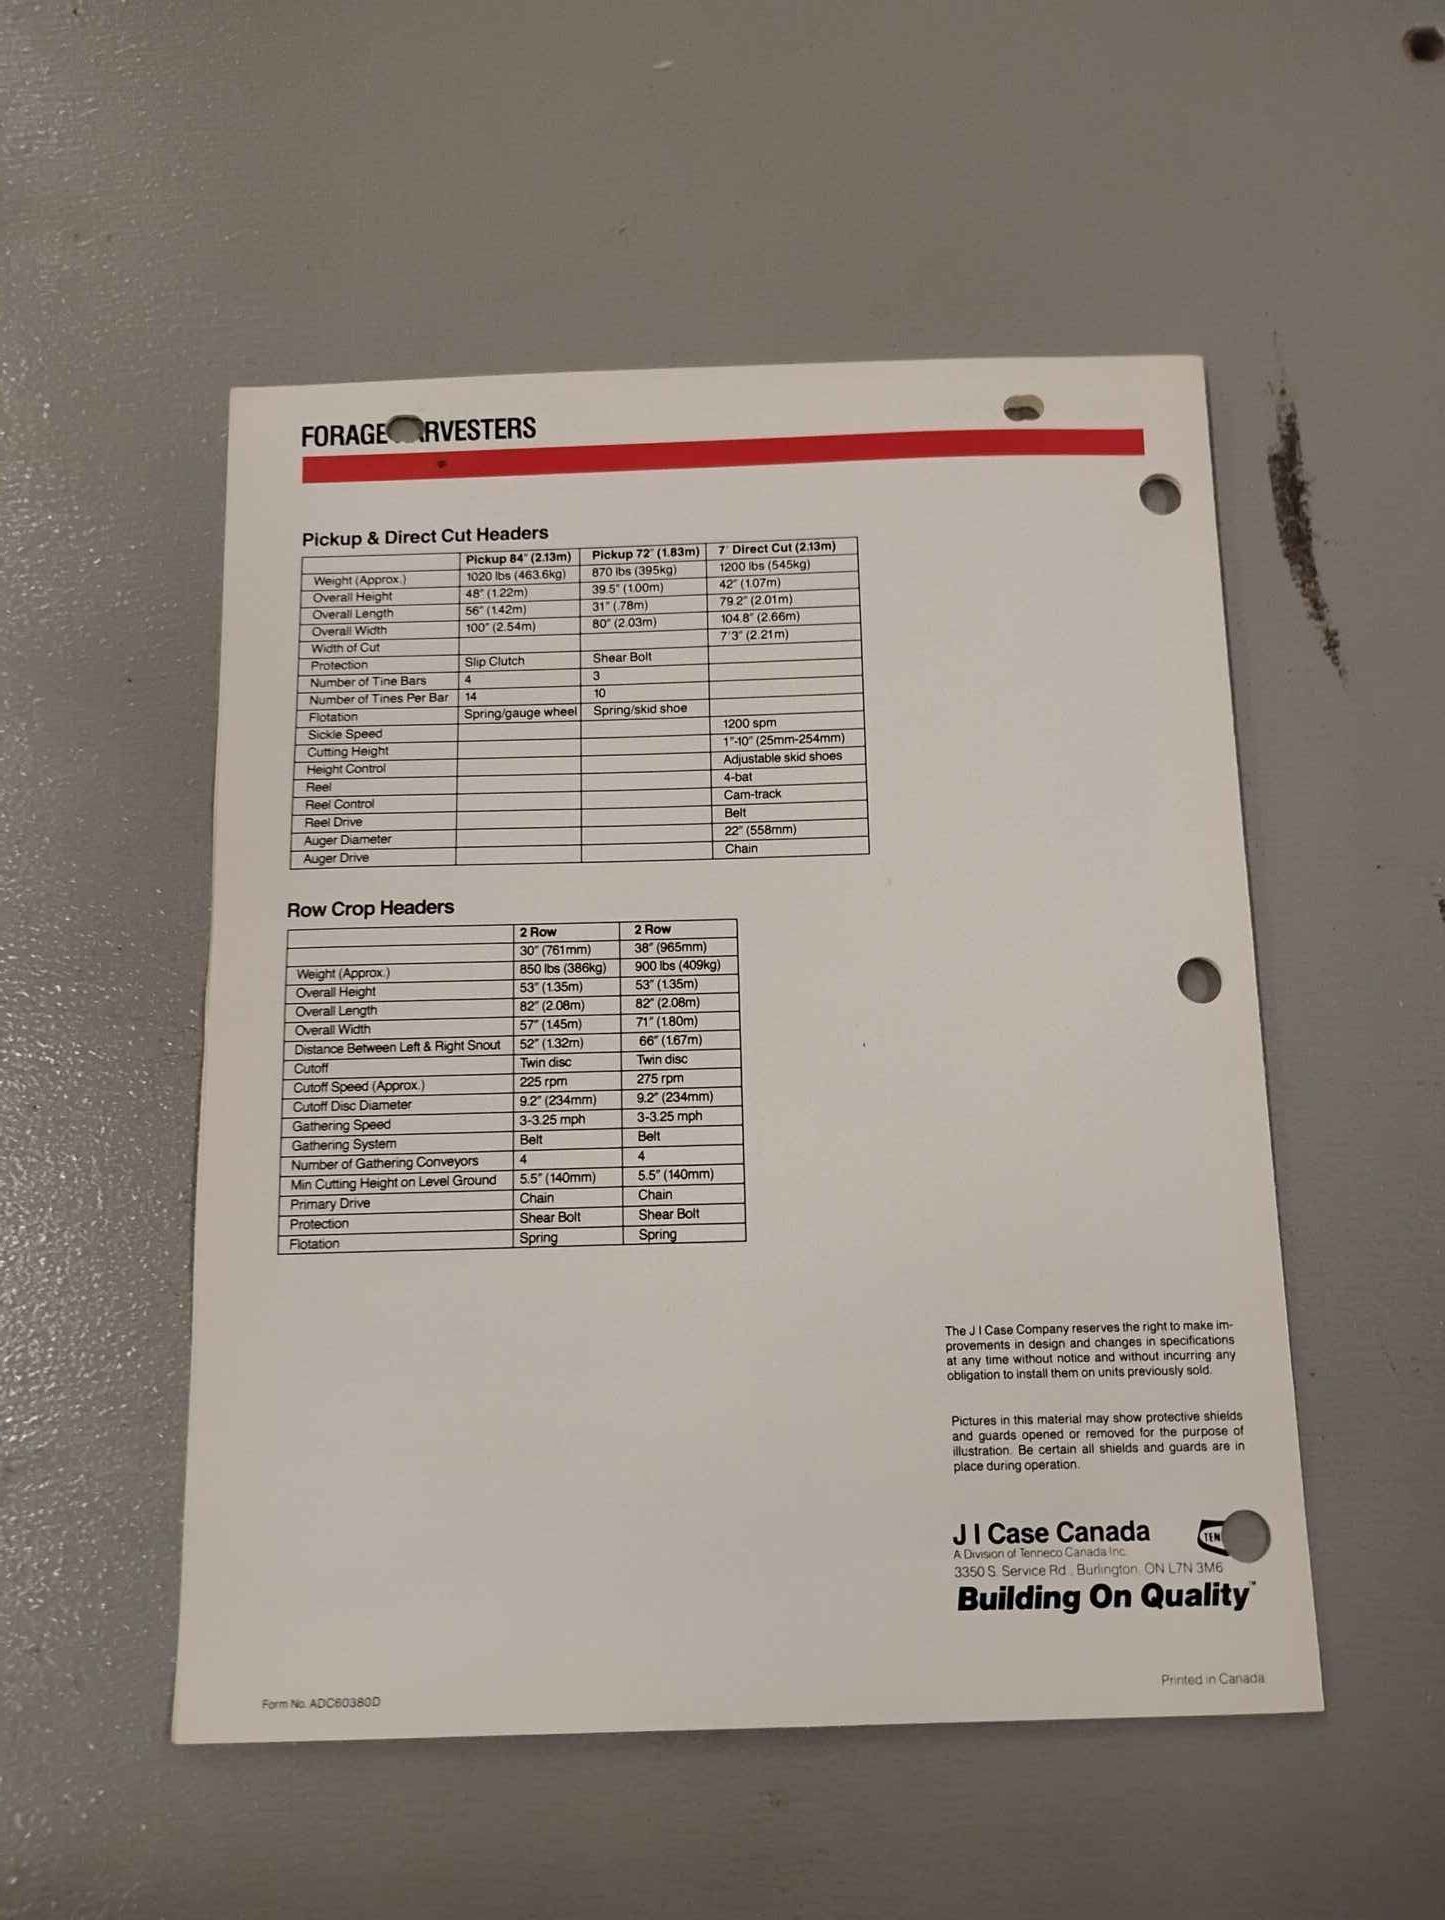 FORAGE RVESTERS
Pickup & Direct Cut Headers
Pickup 84" (2.13m) Pickup 72" (1.83m) 7' Direct Cut (2.13m)
Weight (Approx.) 1020 lbs (463.6kg) 870 lbs (395kg) 1200 lbs (545kg)
Overall Height 48" (1.22m) 39.5" (1.00m) 42" (1.07m)
Overall Length 56" (1.42m) 31" (.78m) 79.2" (2.01m)
Overall Width 100" (2.54m) 80" (2.03m) 104.8" (2.66m)
Width of Cut 7'3" (2.21m)
Protection Slip Clutch Shear Bolt
Number of Tine Bars 4 3
Number of Tines Per Bar 14 10
Flotation Spring/gauge wheel Spring/skid shoe
Sickle Speed 1200 spm
Cutting Height 1"-10" (25mm-254mm)
Height Control Adjustable skid shoes
Reel 4-bat
Reel Control Cam-track
Reel Drive Belt
Auger Diameter 22" (558mm)
Auger Drive Chain
Row Crop Headers
2 Row 2 Row
30" (761mm) 38" (965mm)
Weight (Approx.) 850 lbs (386kg) 900 lbs (409kg)
Overall Height 53" (1.35m) 53" (1.35m)
Overall Length 82" (2.08m) 82" (2.08m)
Overall Width 57" (1.45m) 71" (1.80m)
Distance Between Left & Right Snout 52" (1.32m) 66" (1.67m)
Cutoff Twin disc Twin disc
Cutoff Speed (Approx.) 225 rpm 275 rpm
Cutoff Disc Diameter 9.2" (234mm) 9.2" (234mm)
Gathering Speed 3-3.25 mph 3-3.25 mph
Gathering System Belt Belt
Number of Gathering Conveyors 4 4
Min Cutting Height on Level Ground 5.5" (140mm) 5.5" (140mm)
Primary Drive Chain Chain
Protection Shear Bolt Shear Bolt
Flotation Spring Spring
The J I Case Company reserves the right to make im-
provements in design and changes in specifications
at any time without notice and without incurring any
obligation to install them on units previously sold.
Pictures in this material may show protective shields
and guards opened or removed for the purpose of
illustration. Be certain all shields and guards are in
place during operation.
J I Case Canada
TEN
A Division of Tenneco Canada Inc.
3350 S. Service Rd., Burlington, ON L7N 3M6
Building On Quality™
Printed in Canada
Form No. ADC60380D